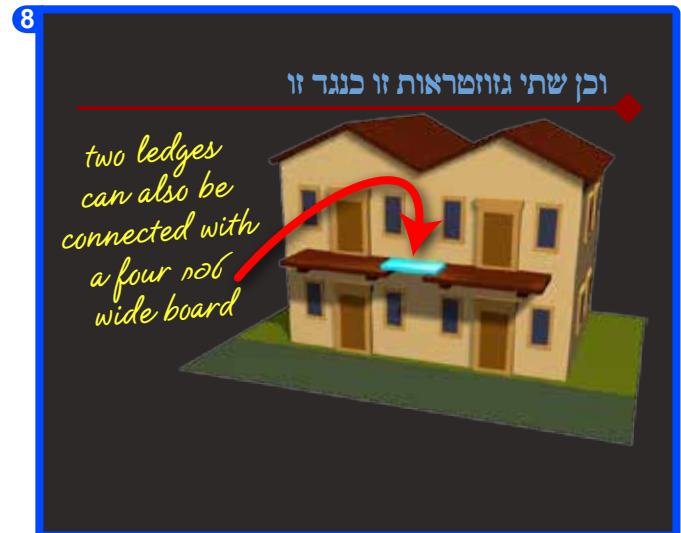 8
וכן שתי גזוזטראות זו כנגד זו
two ledges
can also be
connected with
a four טפח
wide board